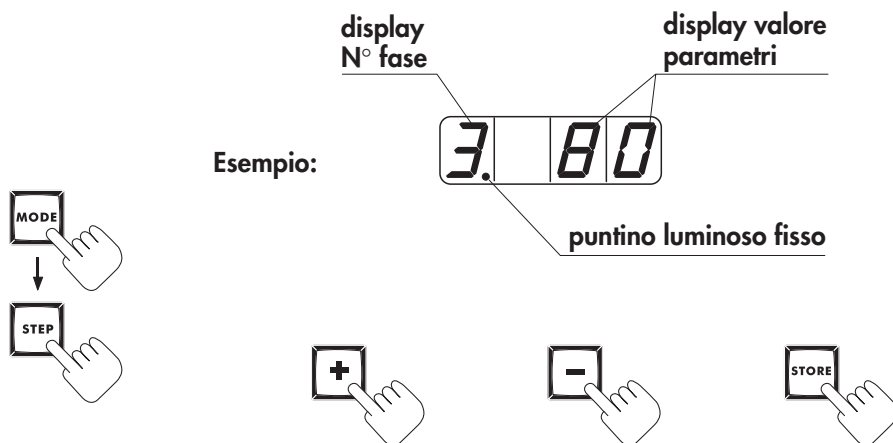 display
N° fase
display valore
parametri
Esempio:
3. 80
puntino luminoso fisso
MODE
STEP
+
-
STORE